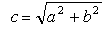 c = √(a² + b²)